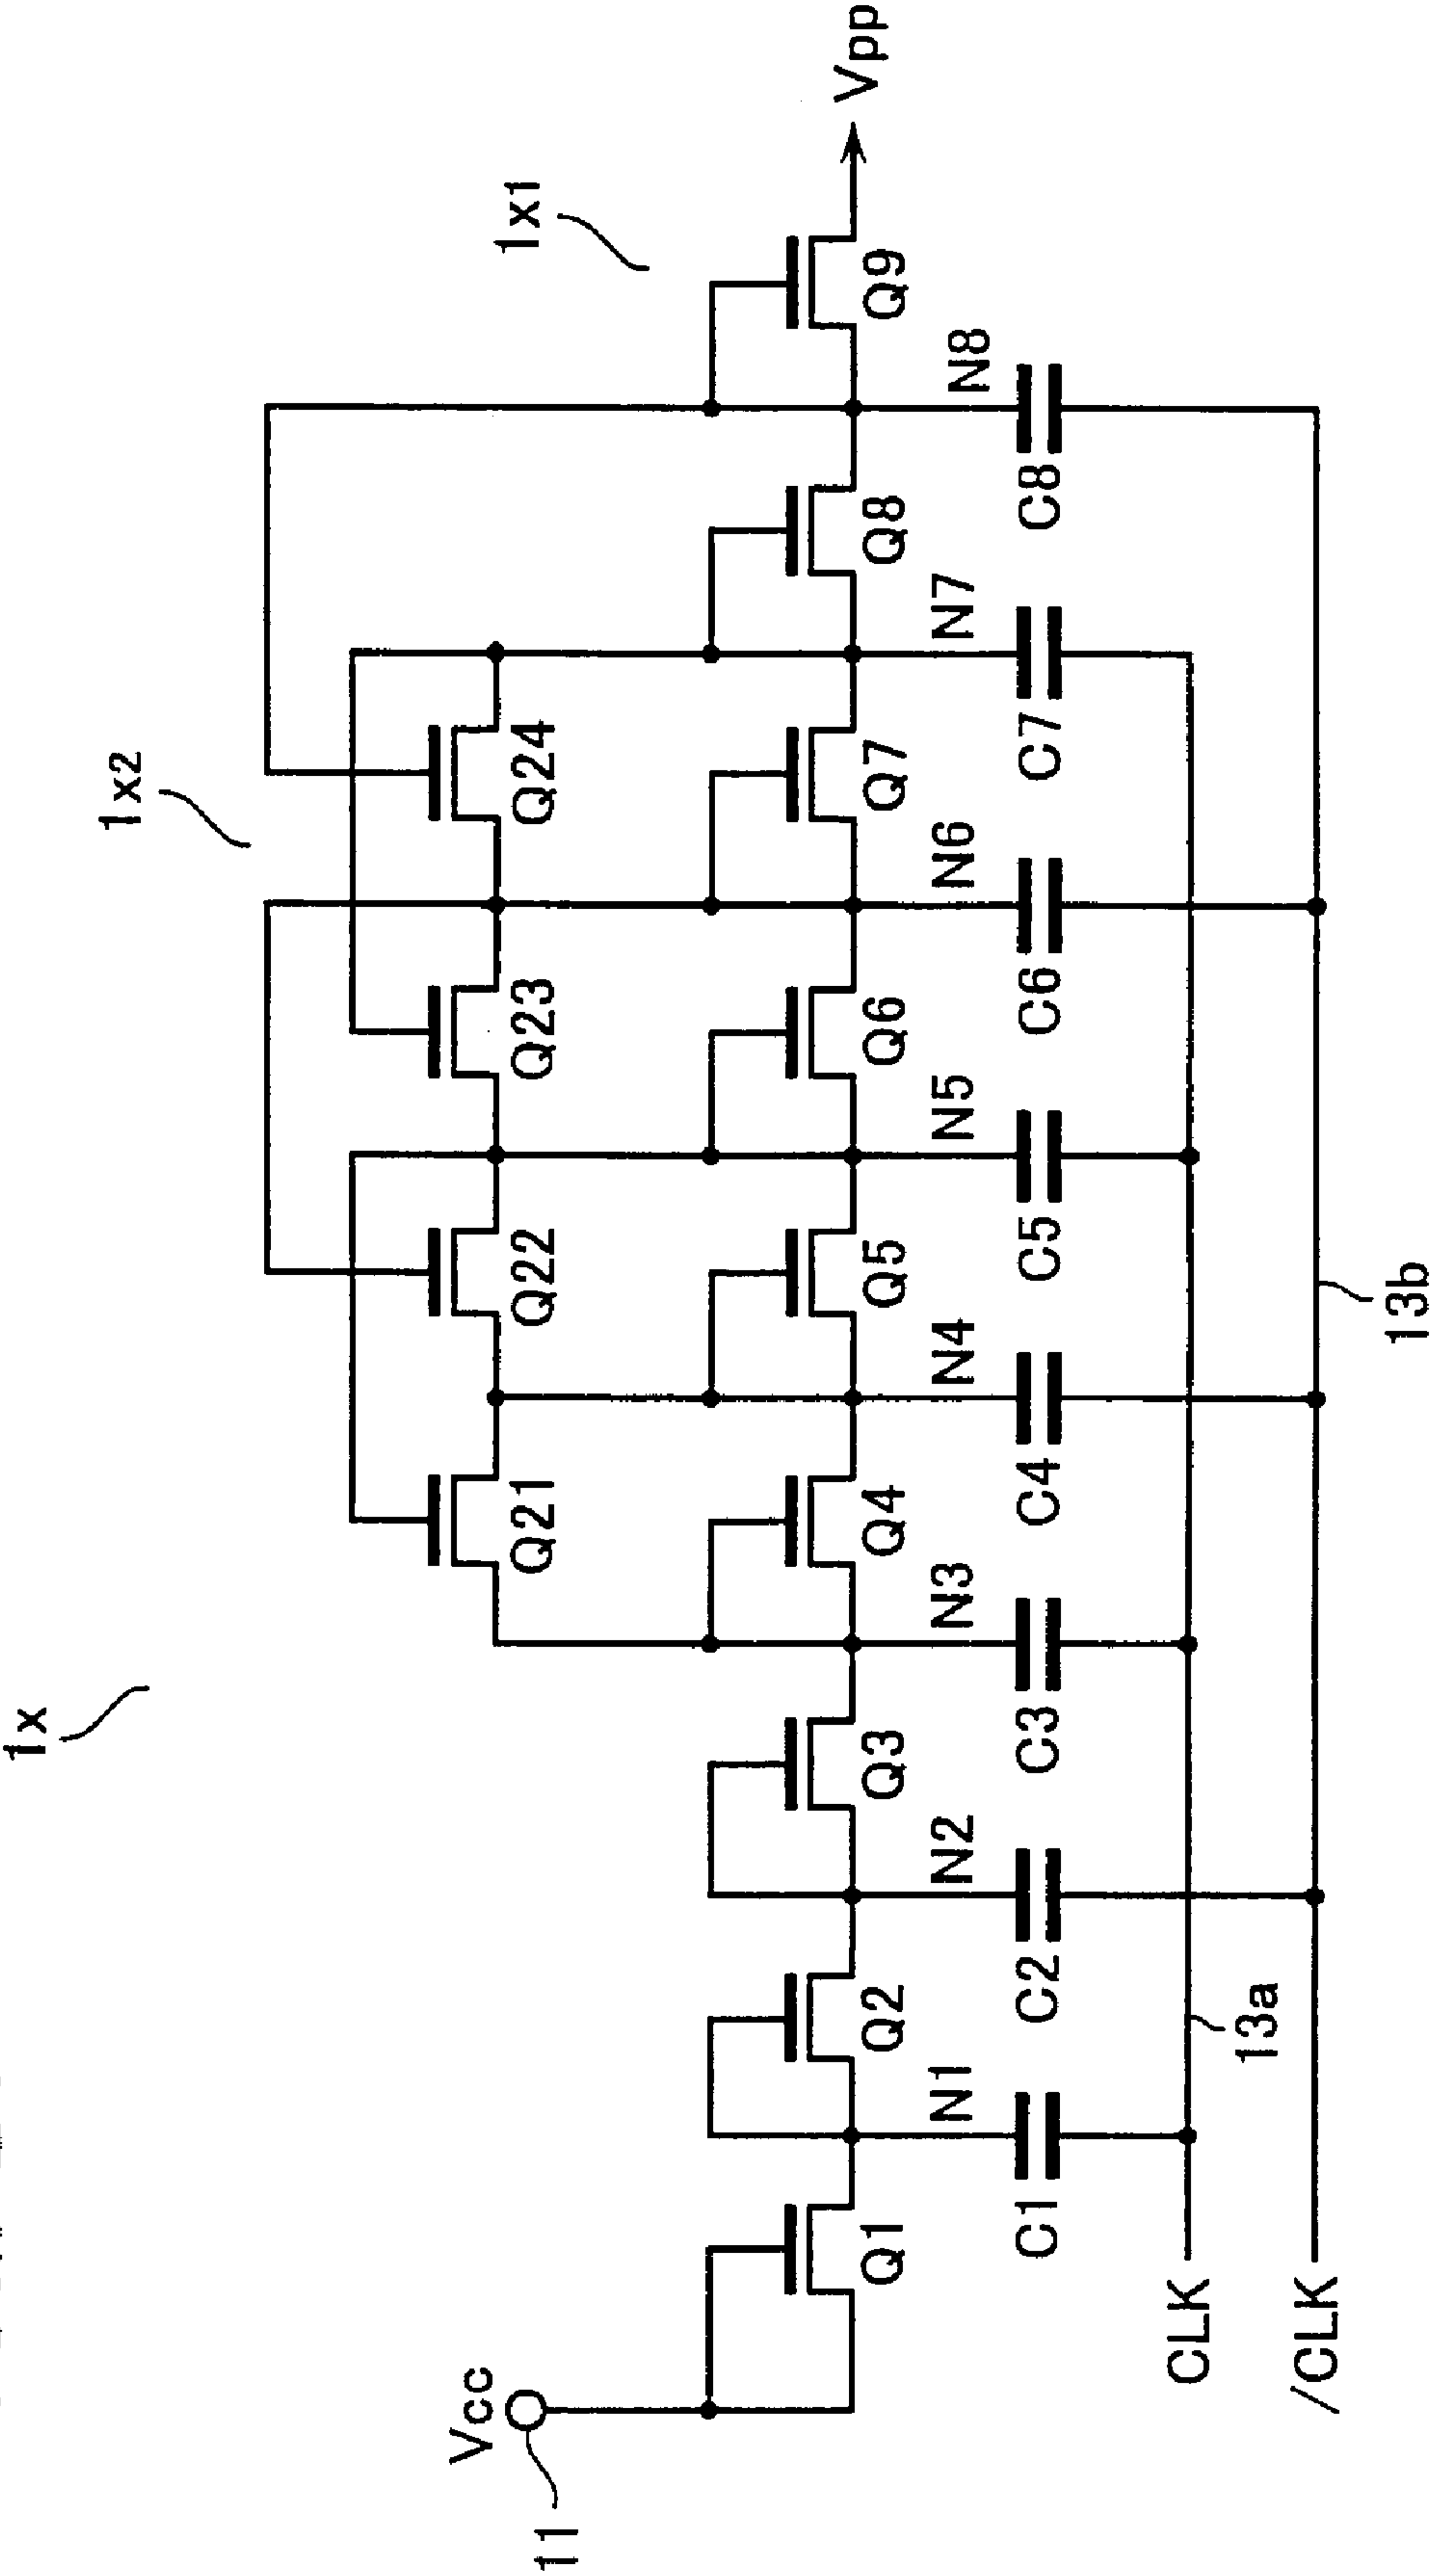 1x
1x2
1x1
Vcc
11
Vpp
Q21
Q22
Q23
Q24
Q1
Q2
Q3
Q4
Q5
Q6
Q7
Q8
Q9
N1
N2
N3
N4
N5
N6
N7
N8
C1
C2
C3
C4
C5
C6
C7
C8
CLK
13a
/CLK
13b